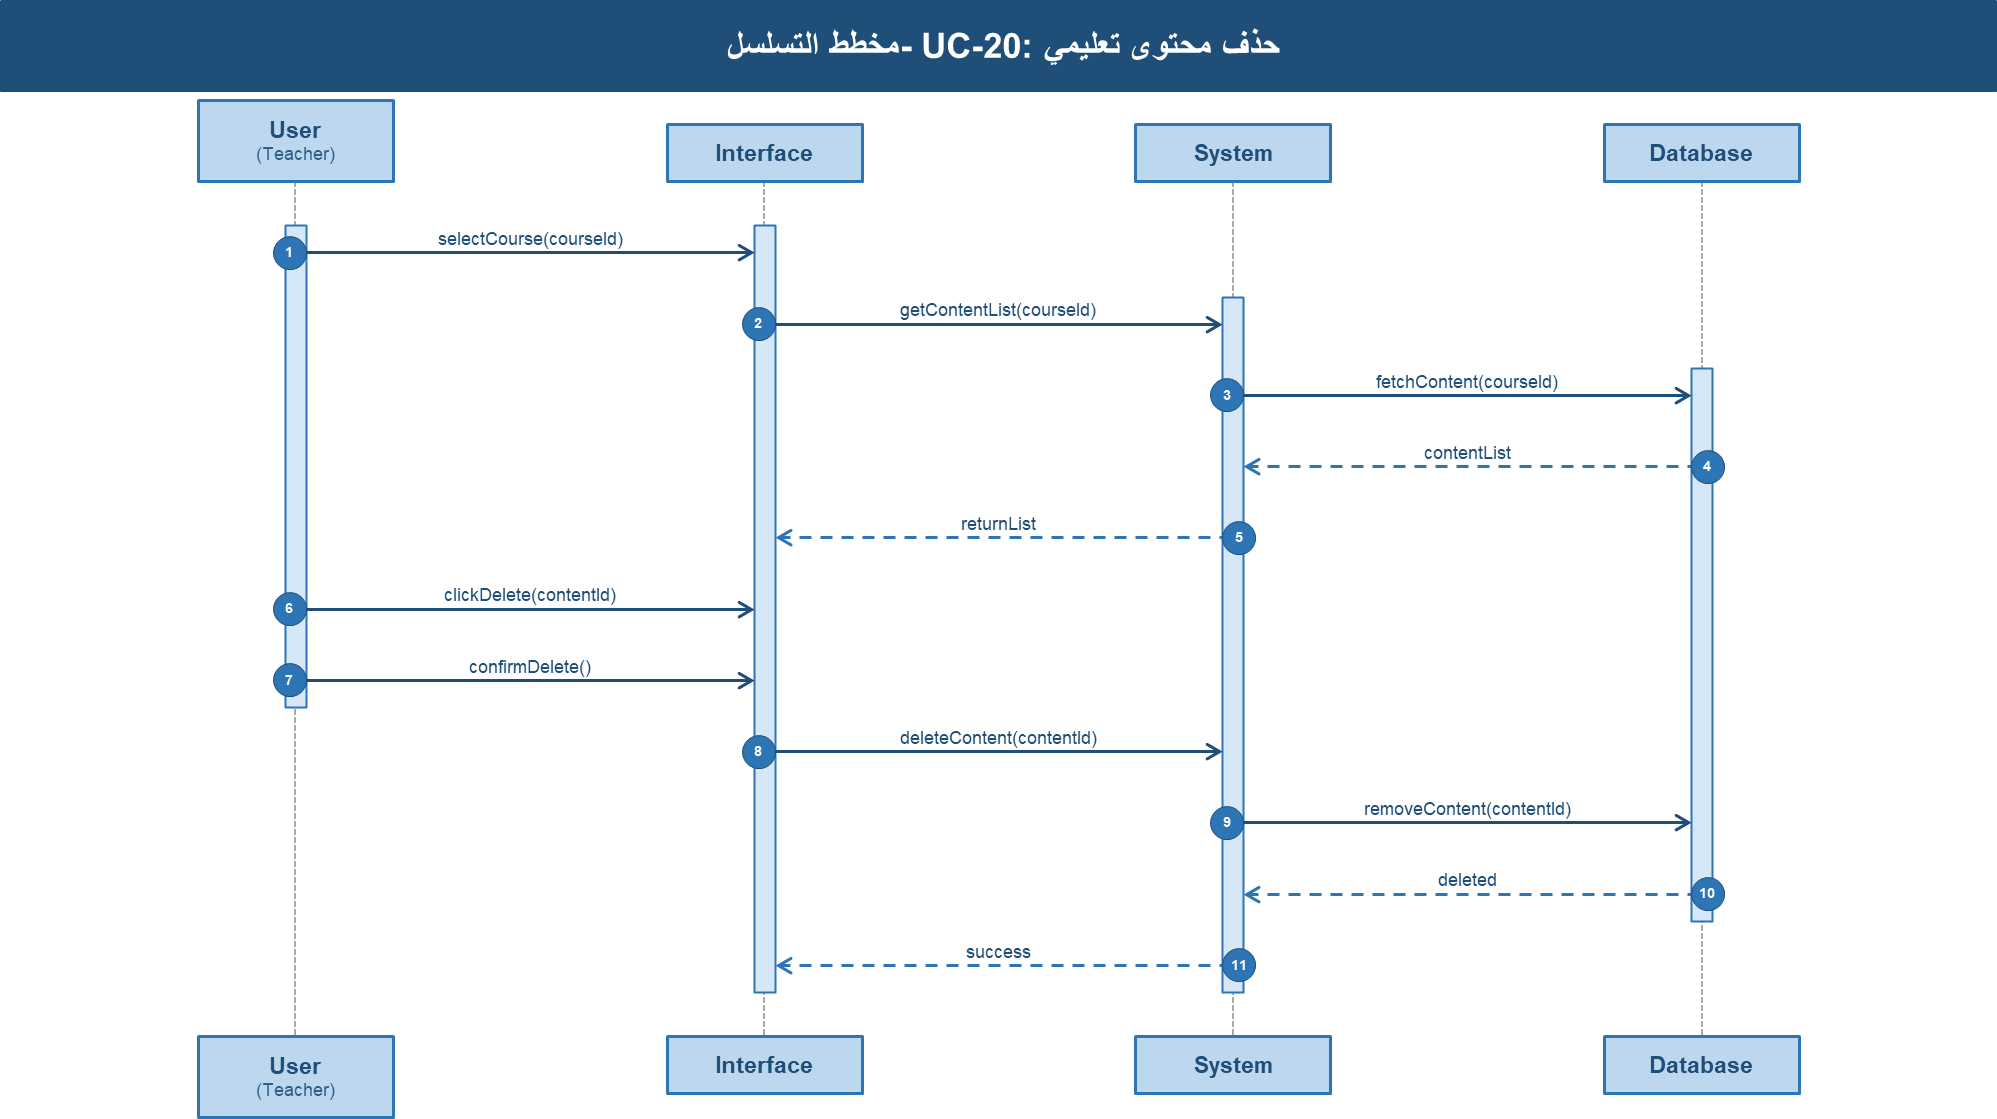 مخطط التسلسل - UC-20: حذف محتوى تعليمي
User
(Teacher)
Interface
System
Database
1
selectCourse(courseId)
2
getContentList(courseId)
3
fetchContent(courseId)
contentList
4
returnList
5
6
clickDelete(contentId)
7
confirmDelete()
8
deleteContent(contentId)
9
removeContent(contentId)
deleted
10
success
11
User
(Teacher)
Interface
System
Database